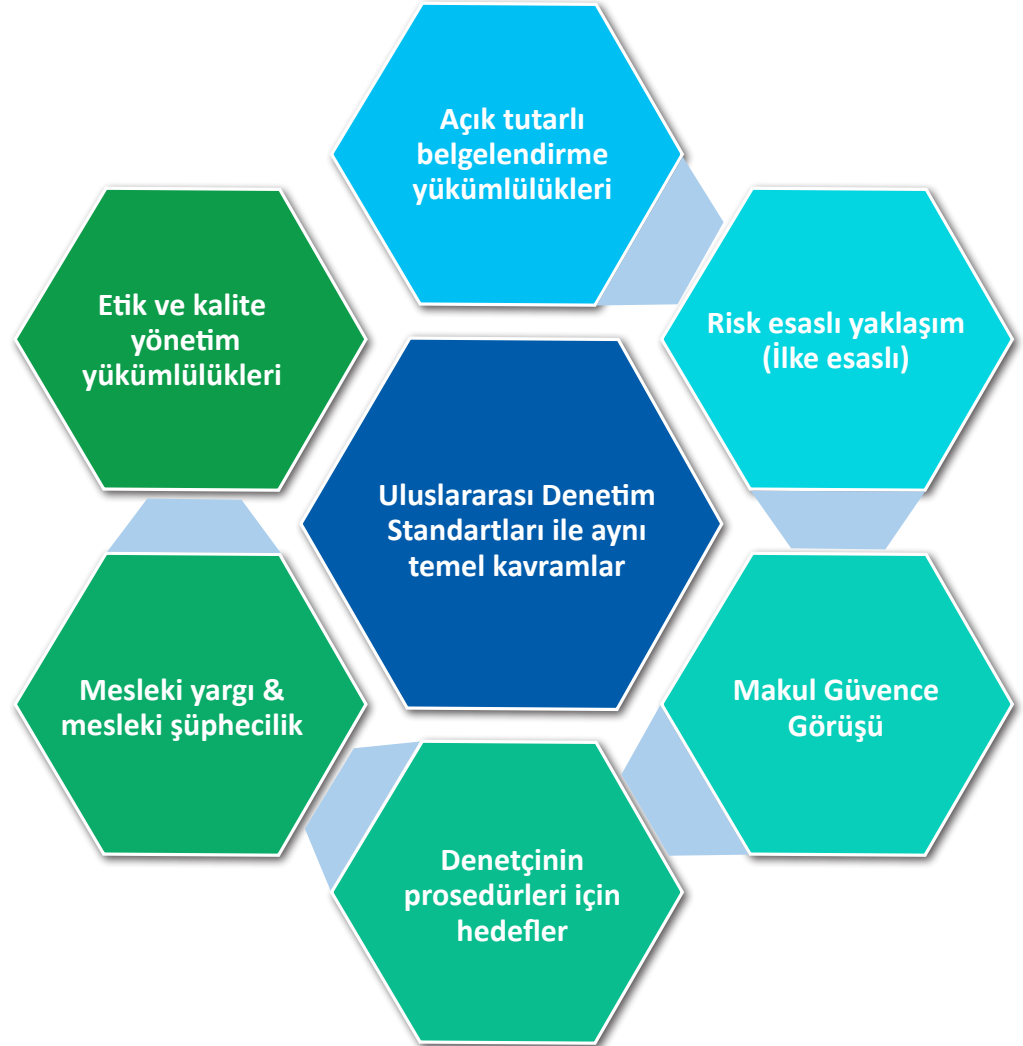 Açık tutarlı
belgelendirme
yükümlülükleri
Etik ve kalite
yönetim
yükümlülükleri
Risk esaslı yaklaşım
(İlke esaslı)
Uluslararası Denetim
Standartları ile aynı
temel kavramlar
Mesleki yargı &
mesleki şüphecilik
Makul Güvence
Görüşü
Denetçinin
prosedürleri için
hedefler